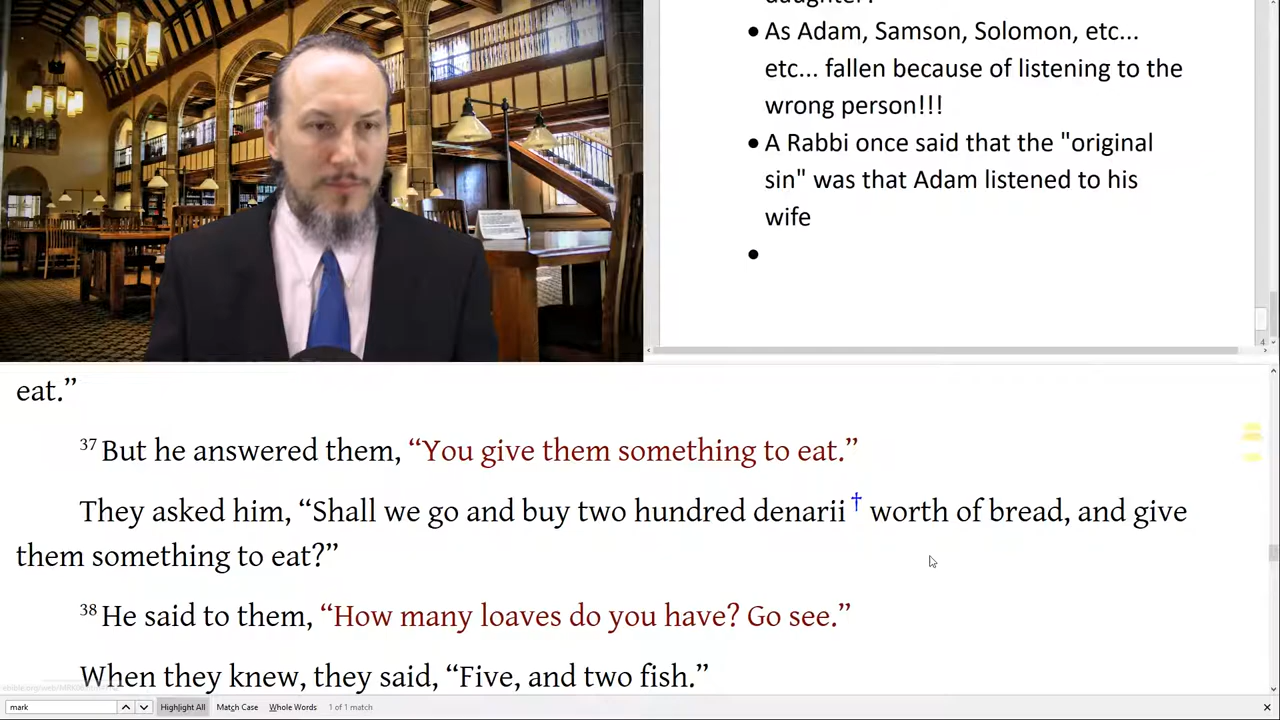 daughter?
• As Adam, Samson, Solomon, etc...
etc... fallen because of listening to the
wrong person!!!
• A Rabbi once said that the "original
sin" was that Adam listened to his
wife
•
eat.”
37 But he answered them, “You give them something to eat.”
They asked him, “Shall we go and buy two hundred denarii† worth of bread, and give
them something to eat?”
38 He said to them, “How many loaves do you have? Go see.”
When they knew, they said, “Five, and two fish.”
mark
Highlight All
Match Case
Whole Words
1 of 1 match